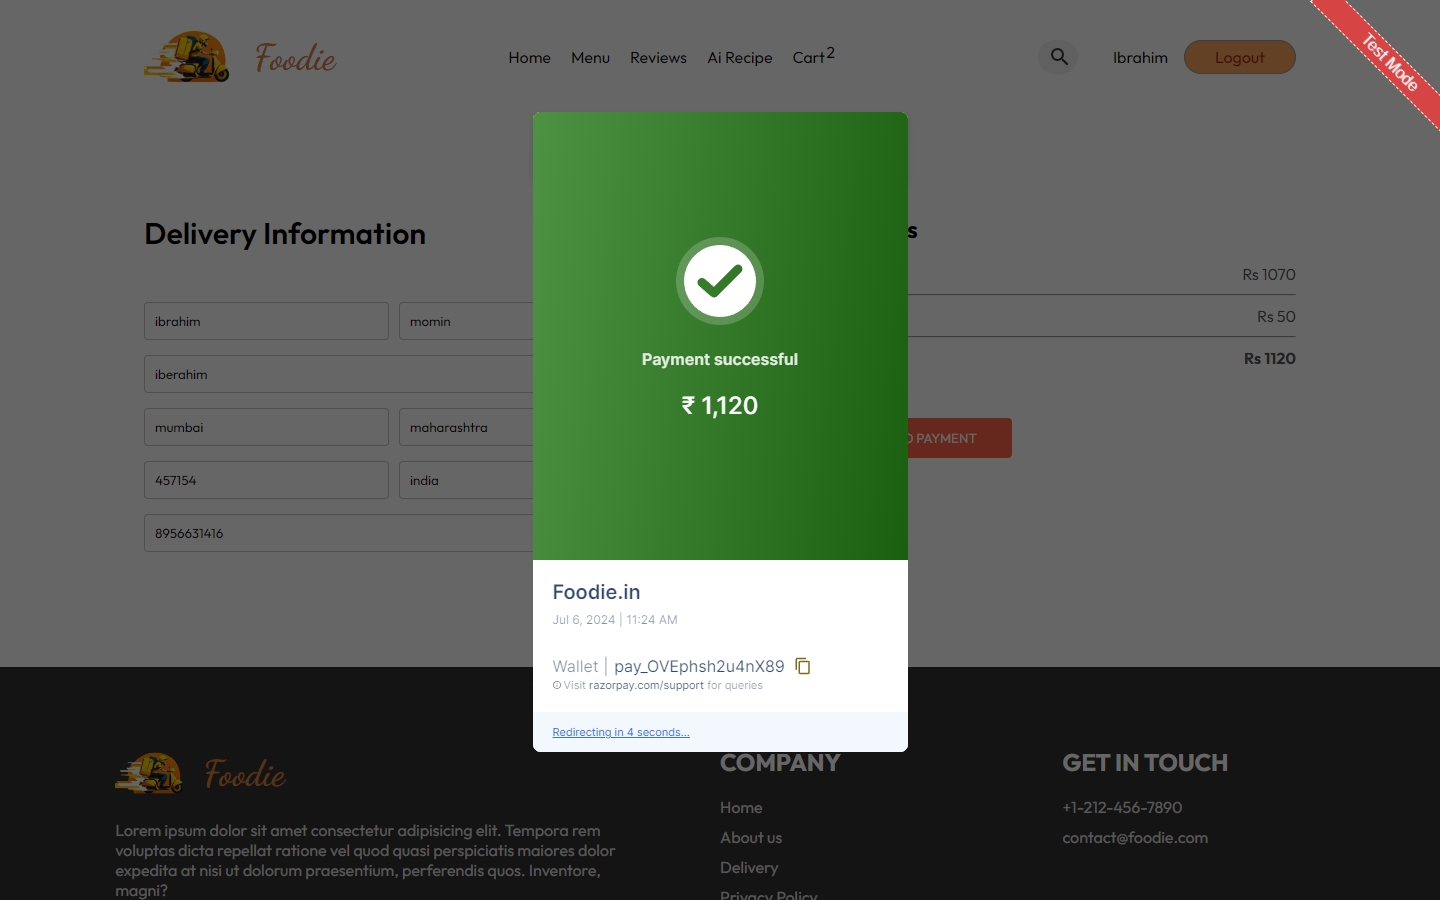 Foodie
Home Menu Reviews Ai Recipe Cart 2
Ibrahim Logout
Test Mode
Delivery Information
s
ibrahim momin
iberahim
mumbai maharashtra
457154 india
8956631416
Rs 1070
Rs 50
Rs 1120
PAYMENT
Payment successful
₹ 1,120
Foodie.in
Jul 6, 2024 | 11:24 AM
Wallet | pay_OVEphsh2u4nX89
Visit razorpay.com/support for queries
Redirecting in 4 seconds...
Foodie
Lorem ipsum dolor sit amet consectetur adipisicing elit. Tempora rem
voluptas dicta repellat ratione vel quod quasi perspiciatis maiores dolor
expedita at nisi ut dolorum praesentium, perferendis quos. Inventore,
magni?
COMPANY
Home
About us
Delivery
Privacy Policy
GET IN TOUCH
+1-212-456-7890
contact@foodie.com